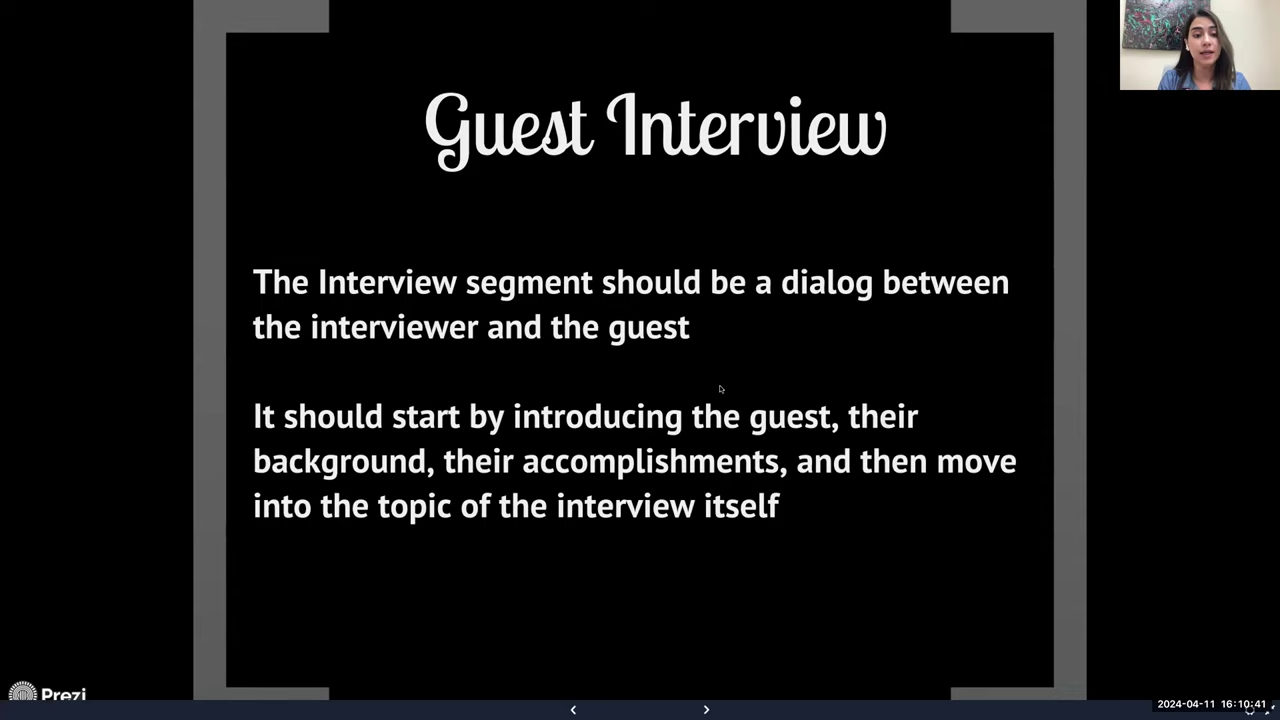 Guest Interview
The Interview segment should be a dialog between
the interviewer and the guest
It should start by introducing the guest, their
background, their accomplishments, and then move
into the topic of the interview itself
Prezi
2024-04-11 16:10:41